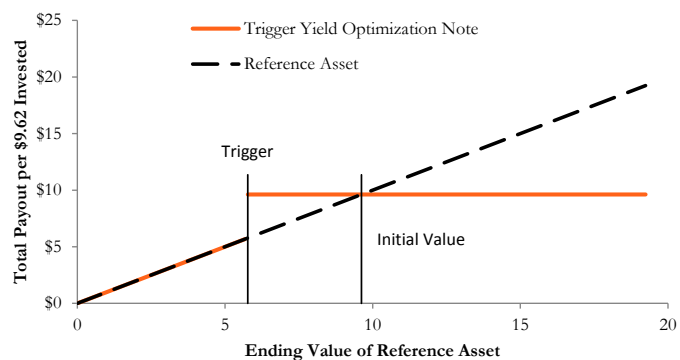 $25
$20
$15
$10
$5
$0
Total Payout per $9.62 Invested
Trigger Yield Optimization Note
Reference Asset
Trigger
Initial Value
0
5
10
15
20
Ending Value of Reference Asset